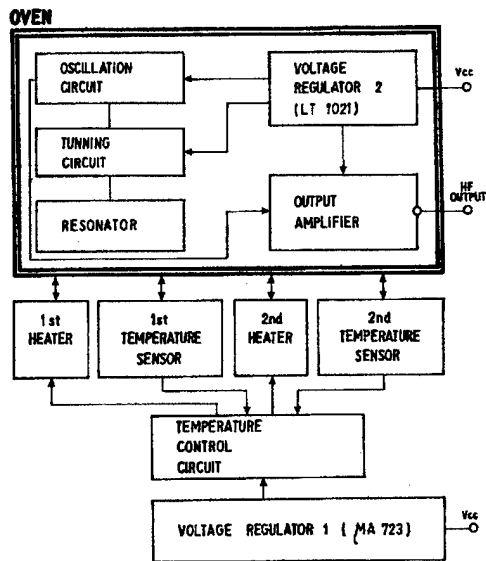 OVEN
OSCILLATION
CIRCUIT
VOLTAGE
REGULATOR 2
(LT 1021)
Vcc
TUNNING
CIRCUIT
HF
OUTPUT
OUTPUT
AMPLIFIER
RESONATOR
1st
HEATER
1st
TEMPERATURE
SENSOR
2nd
HEATER
2nd
TEMPERATURE
SENSOR
TEMPERATURE
CONTROL
CIRCUIT
VOLTAGE REGULATOR 1 ( μA 723)
Vcc